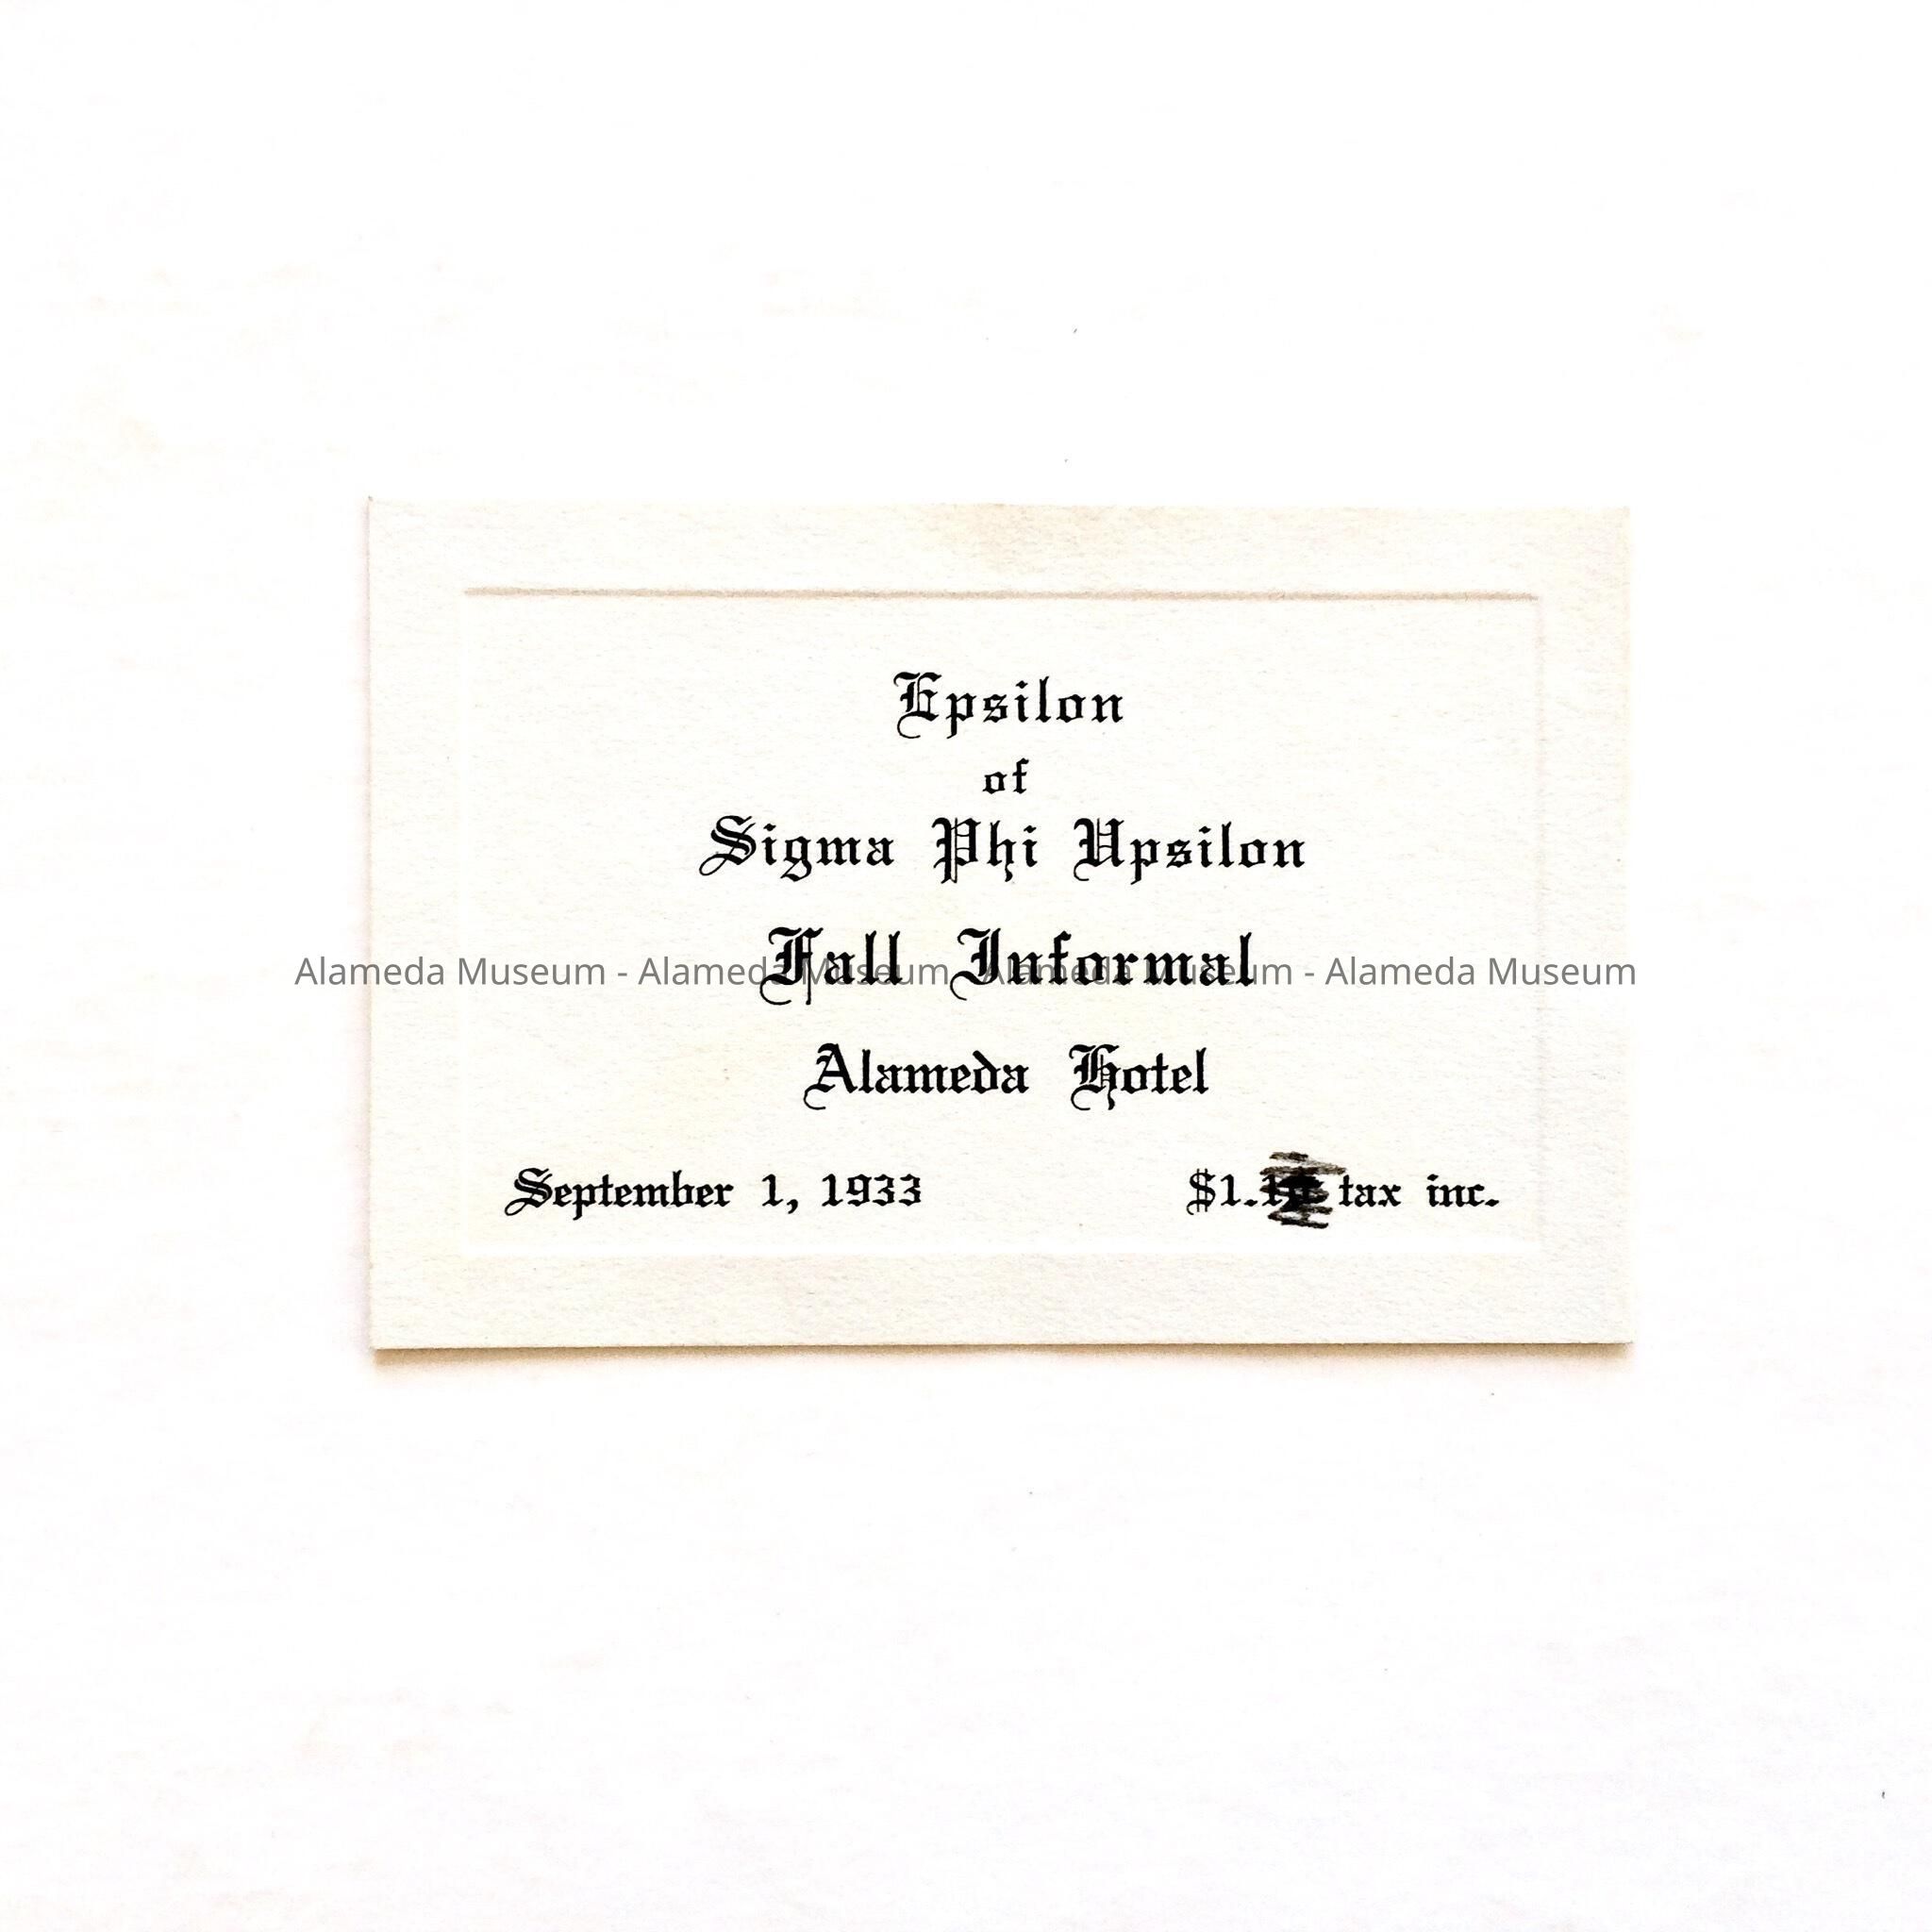 Epsilon
of
Sigma Phi Upsilon
Fall Informal
Alameda Museum - Alameda Museum - Alameda Museum - Alameda Museum
Alameda Hotel
September 1, 1933
tax inc.